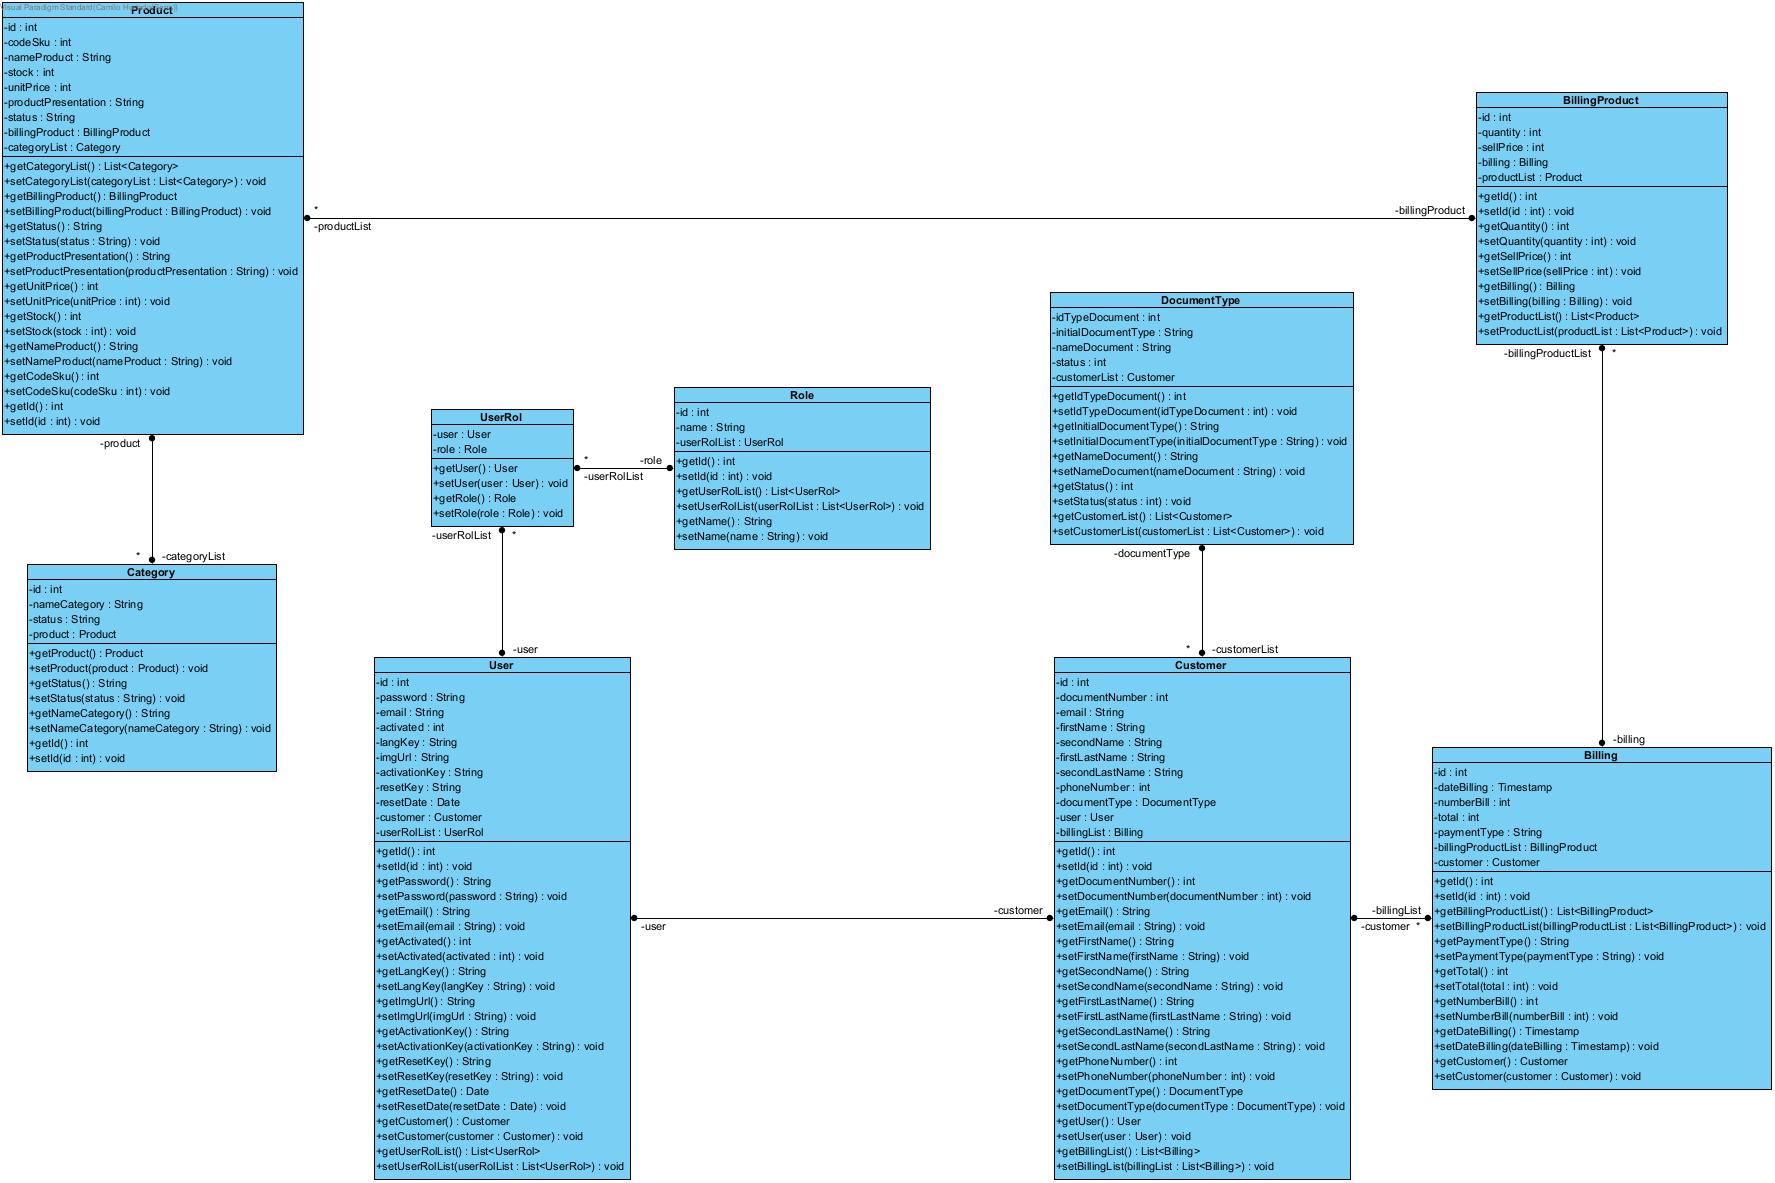 Visual Paradigm Standard(Camilo
Product
-id : int
-codeSku : int
-nameProduct : String
-stock : int
-unitPrice : int
-productPresentation : String
-status : String
-billingProduct : BillingProduct
-categoryList : Category
+getCategoryList() : List<Category>
+setCategoryList(categoryList : List<Category>) : void
+getBillingProduct() : BillingProduct
+setBillingProduct(billingProduct : BillingProduct) : void
+getStatus() : String
+setStatus(status : String) : void
+getProductPresentation() : String
+setProductPresentation(productPresentation : String) : void
+getUnitPrice() : int
+setUnitPrice(unitPrice : int) : void
+getStock() : int
+setStock(stock : int) : void
+getNameProduct() : String
+setNameProduct(nameProduct : String) : void
+getCodeSku() : int
+setCodeSku(codeSku : int) : void
+getId() : int
+setId(id : int) : void
*
-productList
-billingProduct
BillingProduct
-id : int
-quantity : int
-sellPrice : int
-billing : Billing
-productList : Product
+getId() : int
+setId(id : int) : void
+getQuantity() : int
+setQuantity(quantity : int) : void
+getSellPrice() : int
+setSellPrice(sellPrice : int) : void
+getBilling() : Billing
+setBilling(billing : Billing) : void
+getProductList() : List<Product>
+setProductList(productList : List<Product>) : void
-billingProductList
*
-billing
DocumentType
-idTypeDocument : int
-initialDocumentType : String
-nameDocument : String
-status : int
-customerList : Customer
+getIdTypeDocument() : int
+setIdTypeDocument(idTypeDocument : int) : void
+getInitialDocumentType() : String
+setInitialDocumentType(initialDocumentType : String) : void
+getNameDocument() : String
+setNameDocument(nameDocument : String) : void
+getStatus() : int
+setStatus(status : int) : void
+getCustomerList() : List<Customer>
+setCustomerList(customerList : List<Customer>) : void
-documentType
*
-customerList
UserRol
-user : User
-role : Role
+getUser() : User
+setUser(user : User) : void
+getRole() : Role
+setRole(role : Role) : void
*
-role
-userRolList
Role
-id : int
-name : String
-userRolList : UserRol
+getId() : int
+setId(id : int) : void
+getUserRolList() : List<UserRol>
+setUserRolList(userRolList : List<UserRol>) : void
+getName() : String
+setName(name : String) : void
-userRolList
*
-user
-product
*
-categoryList
Category
-id : int
-nameCategory : String
-status : String
-product : Product
+getProduct() : Product
+setProduct(product : Product) : void
+getStatus() : String
+setStatus(status : String) : void
+getNameCategory() : String
+setNameCategory(nameCategory : String) : void
+getId() : int
+setId(id : int) : void
User
-id : int
-password : String
-email : String
-activated : int
-langKey : String
-imgUrl : String
-activationKey : String
-resetKey : String
-resetDate : Date
-customer : Customer
-userRolList : UserRol
+getId() : int
+setId(id : int) : void
+getPassword() : String
+setPassword(password : String) : void
+getEmail() : String
+setEmail(email : String) : void
+getActivated() : int
+setActivated(activated : int) : void
+getLangKey() : String
+setLangKey(langKey : String) : void
+getImgUrl() : String
+setImgUrl(imgUrl : String) : void
+getActivationKey() : String
+setActivationKey(activationKey : String) : void
+getResetKey() : String
+setResetKey(resetKey : String) : void
+getResetDate() : Date
+setResetDate(resetDate : Date) : void
+getCustomer() : Customer
+setCustomer(customer : Customer) : void
+getUserRolList() : List<UserRol>
+setUserRolList(userRolList : List<UserRol>) : void
-customer
-user
Customer
-id : int
-documentNumber : int
-email : String
-firstName : String
-secondName : String
-firstLastName : String
-secondLastName : String
-phoneNumber : int
-documentType : DocumentType
-user : User
-billingList : Billing
+getId() : int
+setId(id : int) : void
+getDocumentNumber() : int
+setDocumentNumber(documentNumber : int) : void
+getEmail() : String
+setEmail(email : String) : void
+getFirstName() : String
+setFirstName(firstName : String) : void
+getSecondName() : String
+setSecondName(secondName : String) : void
+getFirstLastName() : String
+setFirstLastName(firstLastName : String) : void
+getSecondLastName() : String
+setSecondLastName(secondLastName : String) : void
+getPhoneNumber() : int
+setPhoneNumber(phoneNumber : int) : void
+getDocumentType() : DocumentType
+setDocumentType(documentType : DocumentType) : void
+getUser() : User
+setUser(user : User) : void
+getBillingList() : List<Billing>
+setBillingList(billingList : List<Billing>) : void
-billingList
-customer *
Billing
-id : int
-dateBilling : Timestamp
-numberBill : int
-total : int
-paymentType : String
-billingProductList : BillingProduct
-customer : Customer
+getId() : int
+setId(id : int) : void
+getBillingProductList() : List<BillingProduct>
+setBillingProductList(billingProductList : List<BillingProduct>) : void
+getPaymentType() : String
+setPaymentType(paymentType : String) : void
+getTotal() : int
+setTotal(total : int) : void
+getNumberBill() : int
+setNumberBill(numberBill : int) : void
+getDateBilling() : Timestamp
+setDateBilling(dateBilling : Timestamp) : void
+getCustomer() : Customer
+setCustomer(customer : Customer) : void